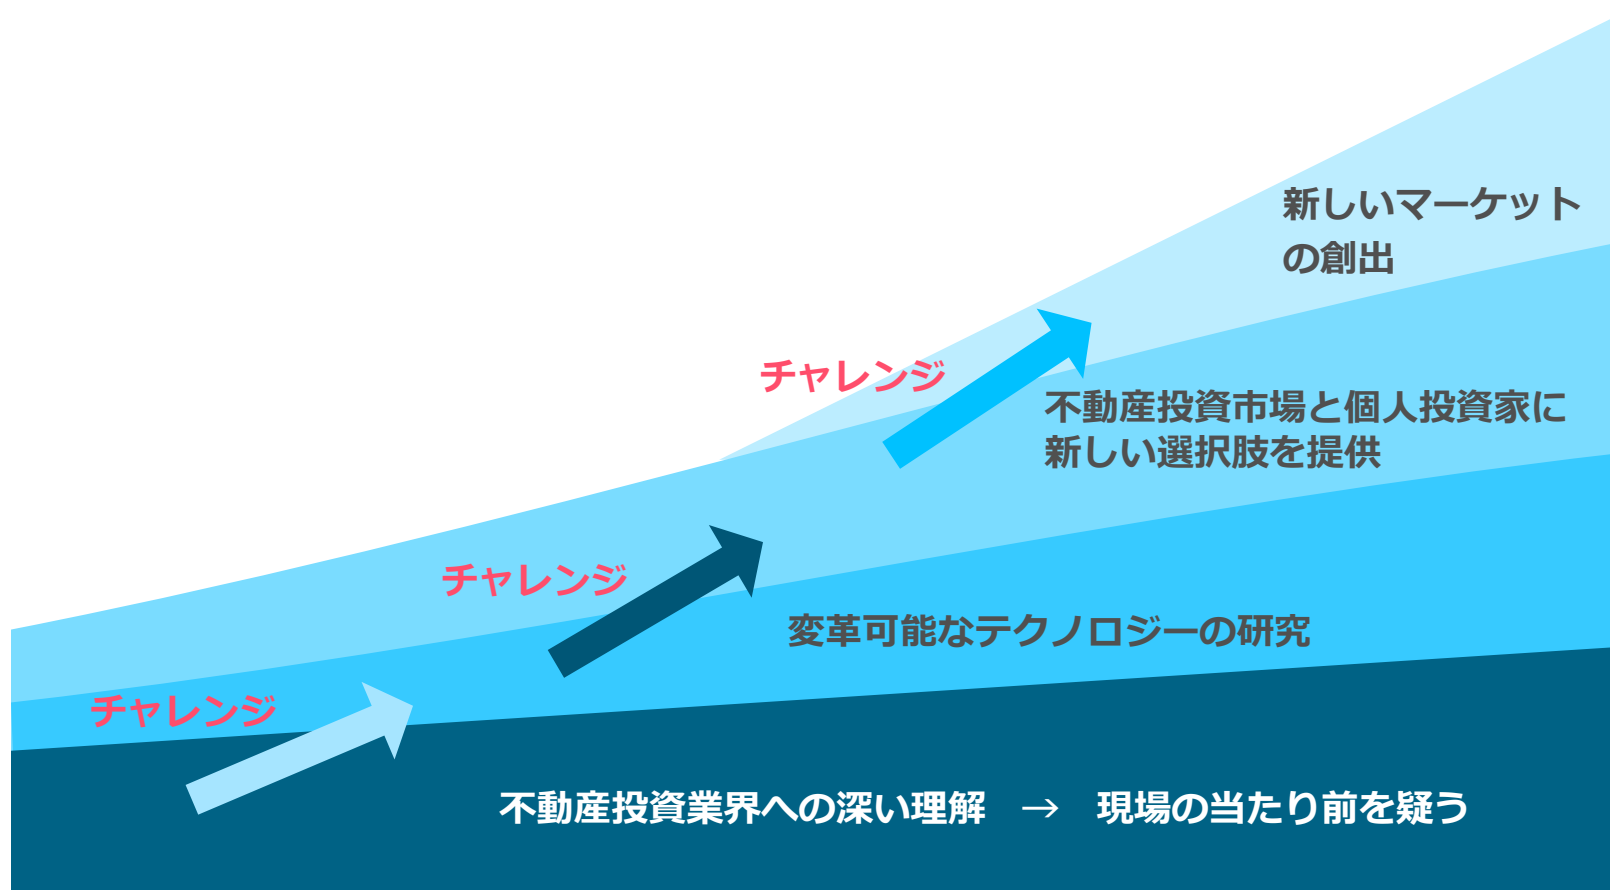 新しいマーケット
の創出
チャレンジ
不動産投資市場と個人投資家に
新しい選択肢を提供
チャレンジ
変革可能なテクノロジーの研究
チャレンジ
不動産投資業界への深い理解　→　現場の当たり前を疑う